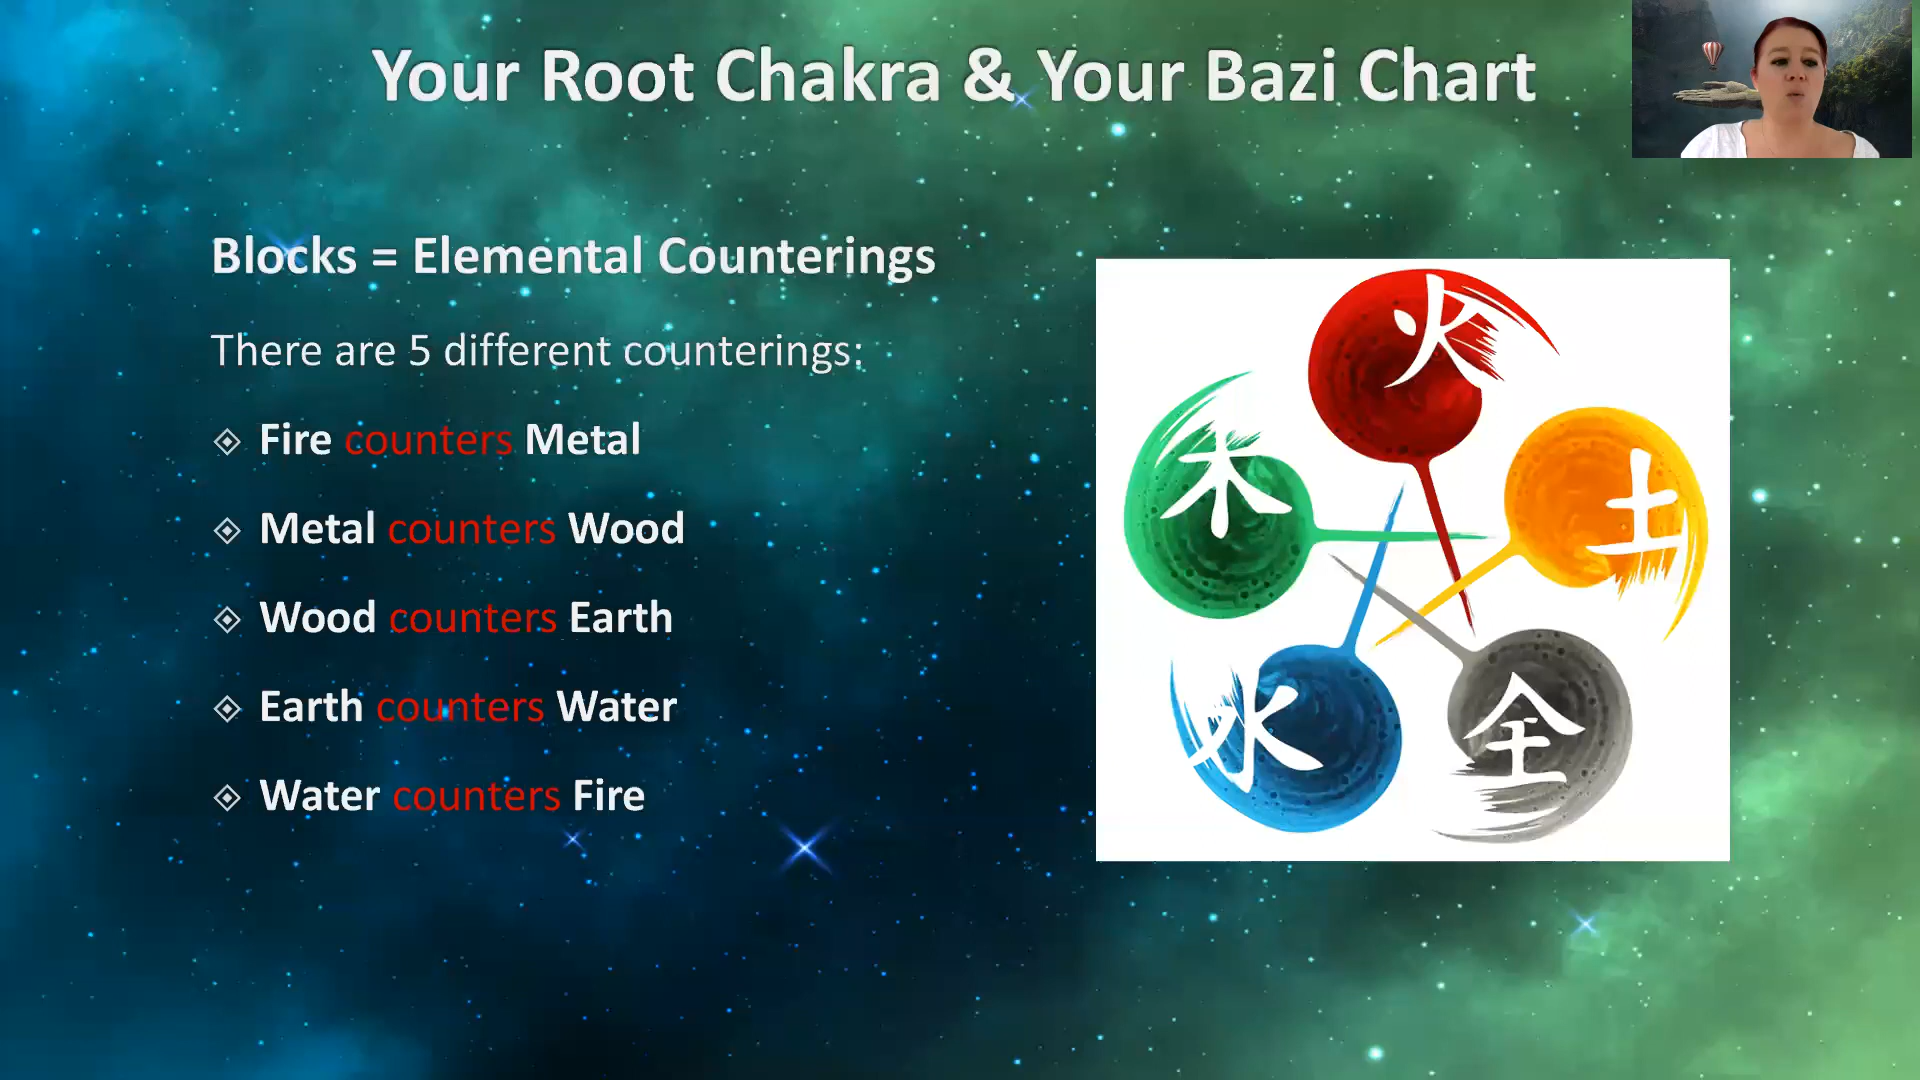 Your Root Chakra & Your Bazi Chart
Blocks = Elemental Counterings
There are 5 different counterings:
Fire counters Metal
Metal counters Wood
Wood counters Earth
Earth counters Water
Water counters Fire
火
木
土
水
全